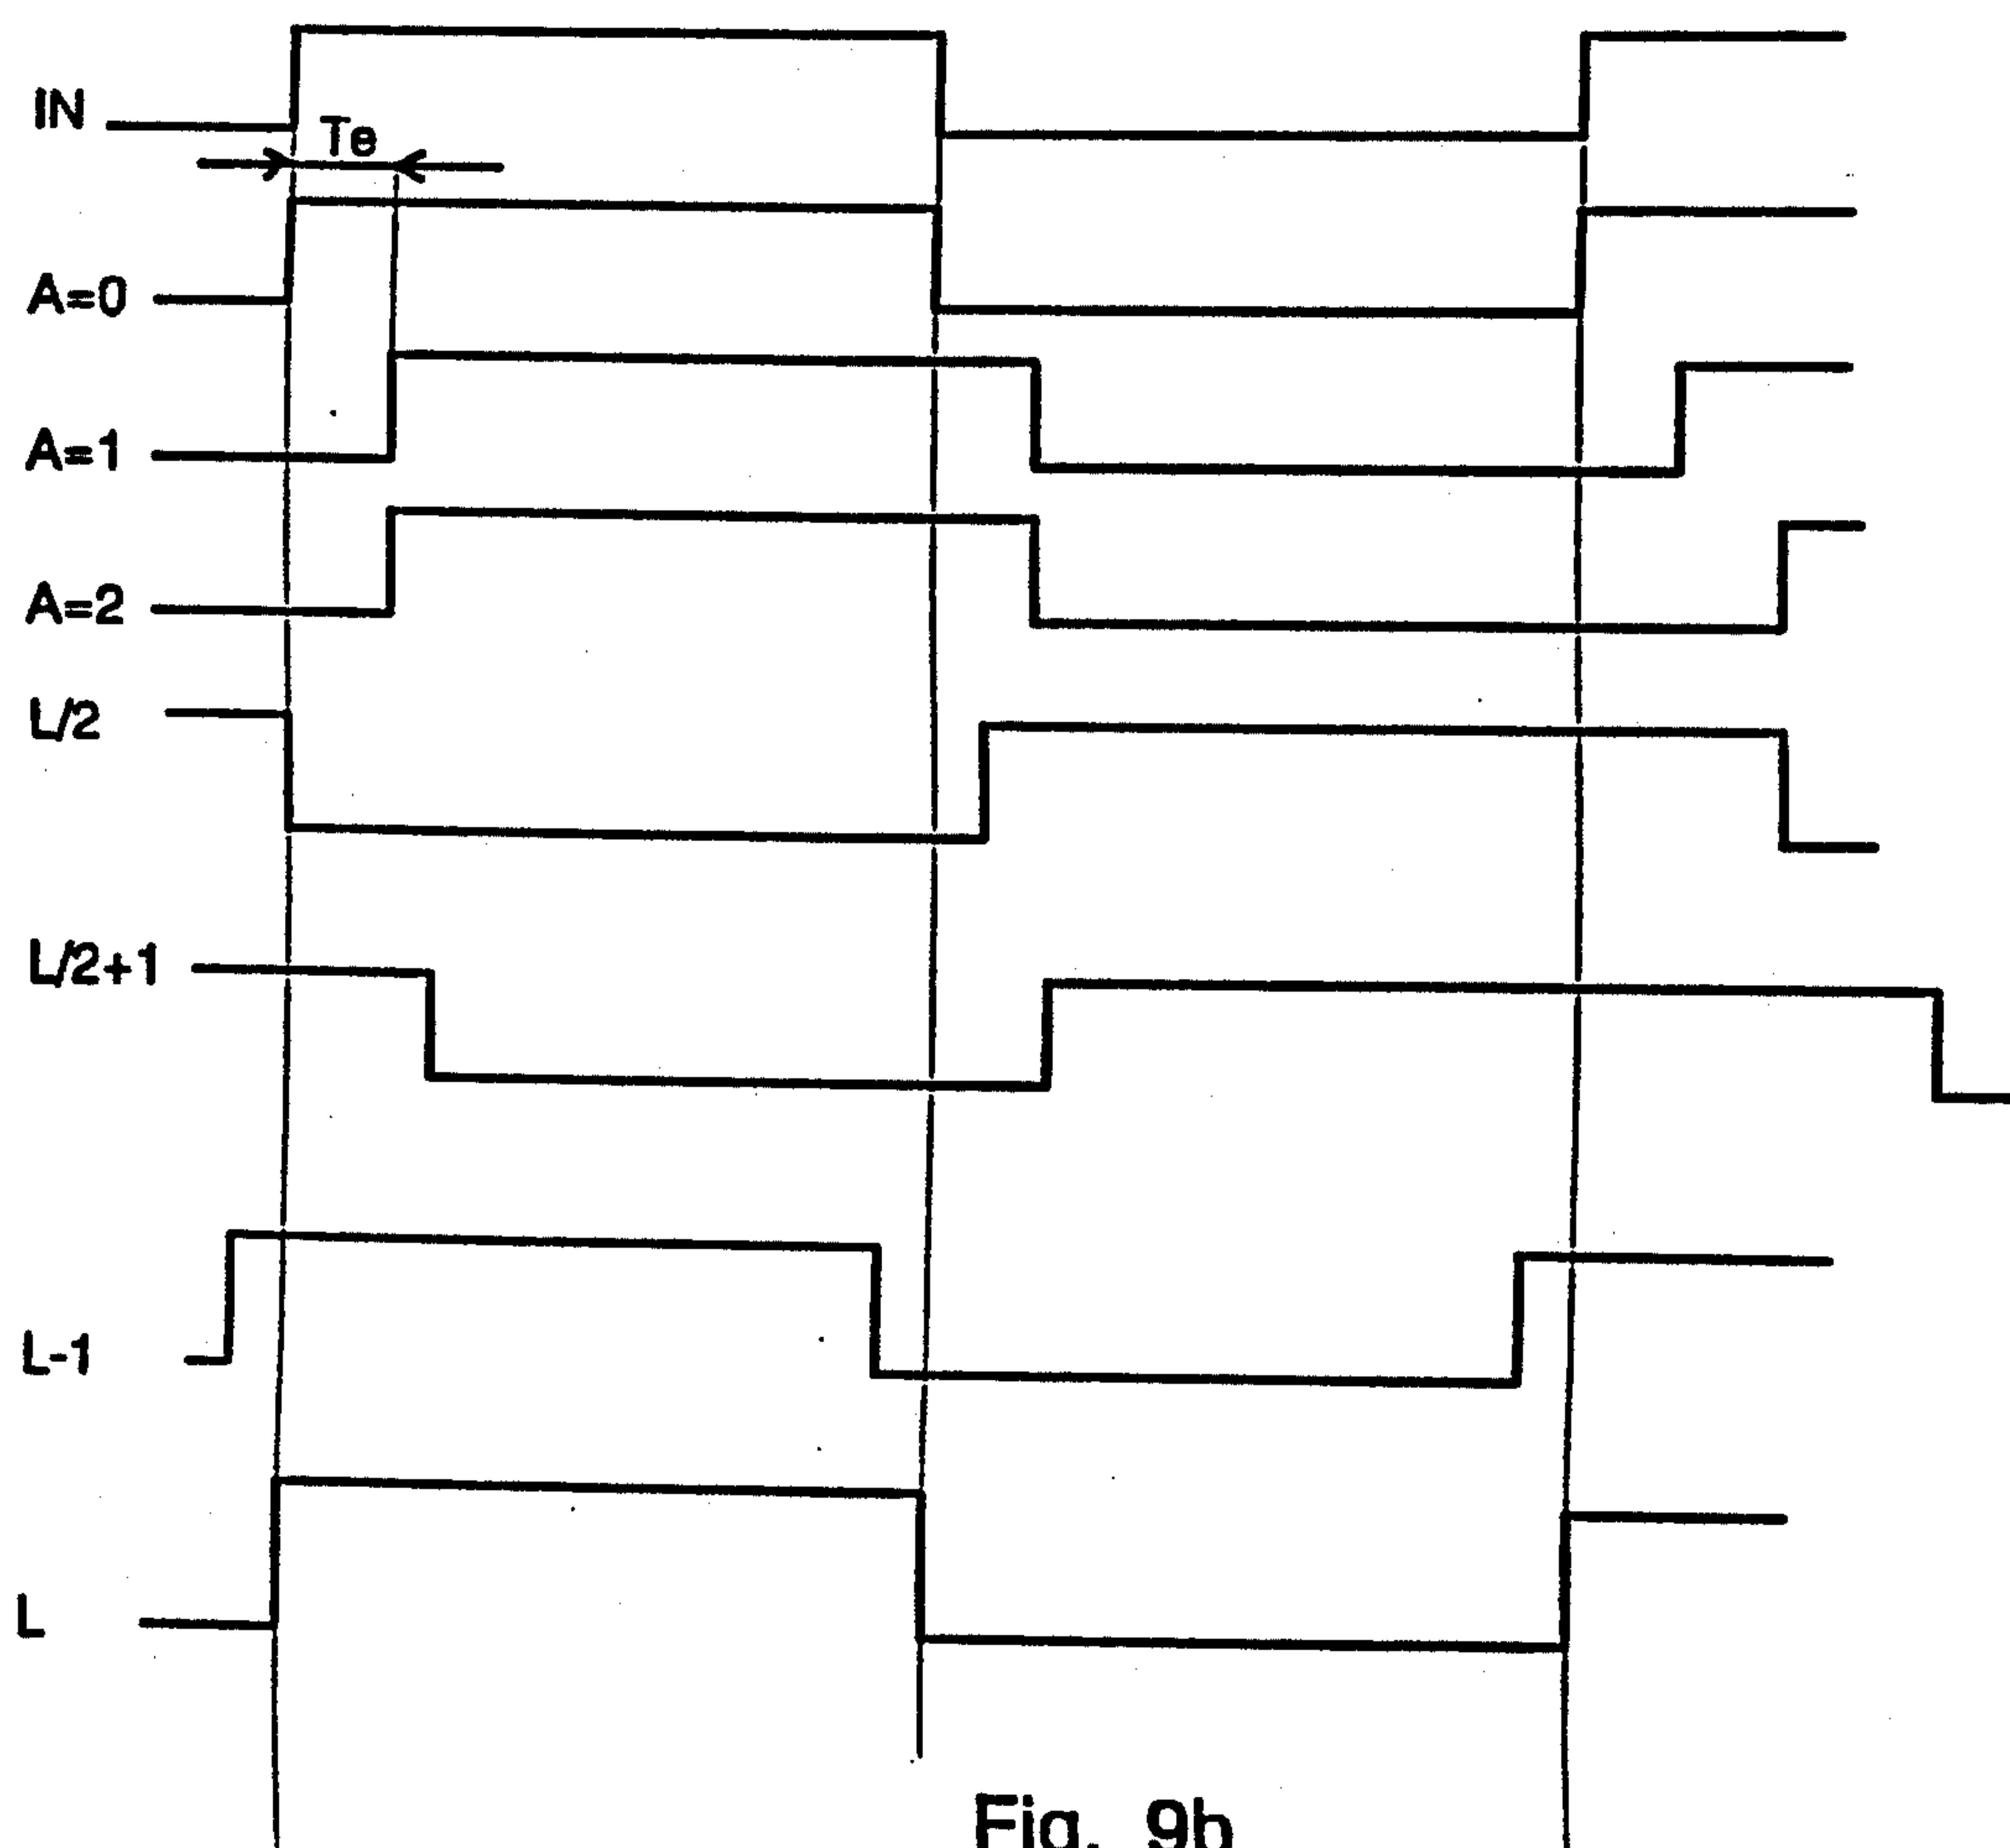 IN
Te
A=0
A=1
A=2
L/2
L/2+1
L-1
L
Fig. 9b